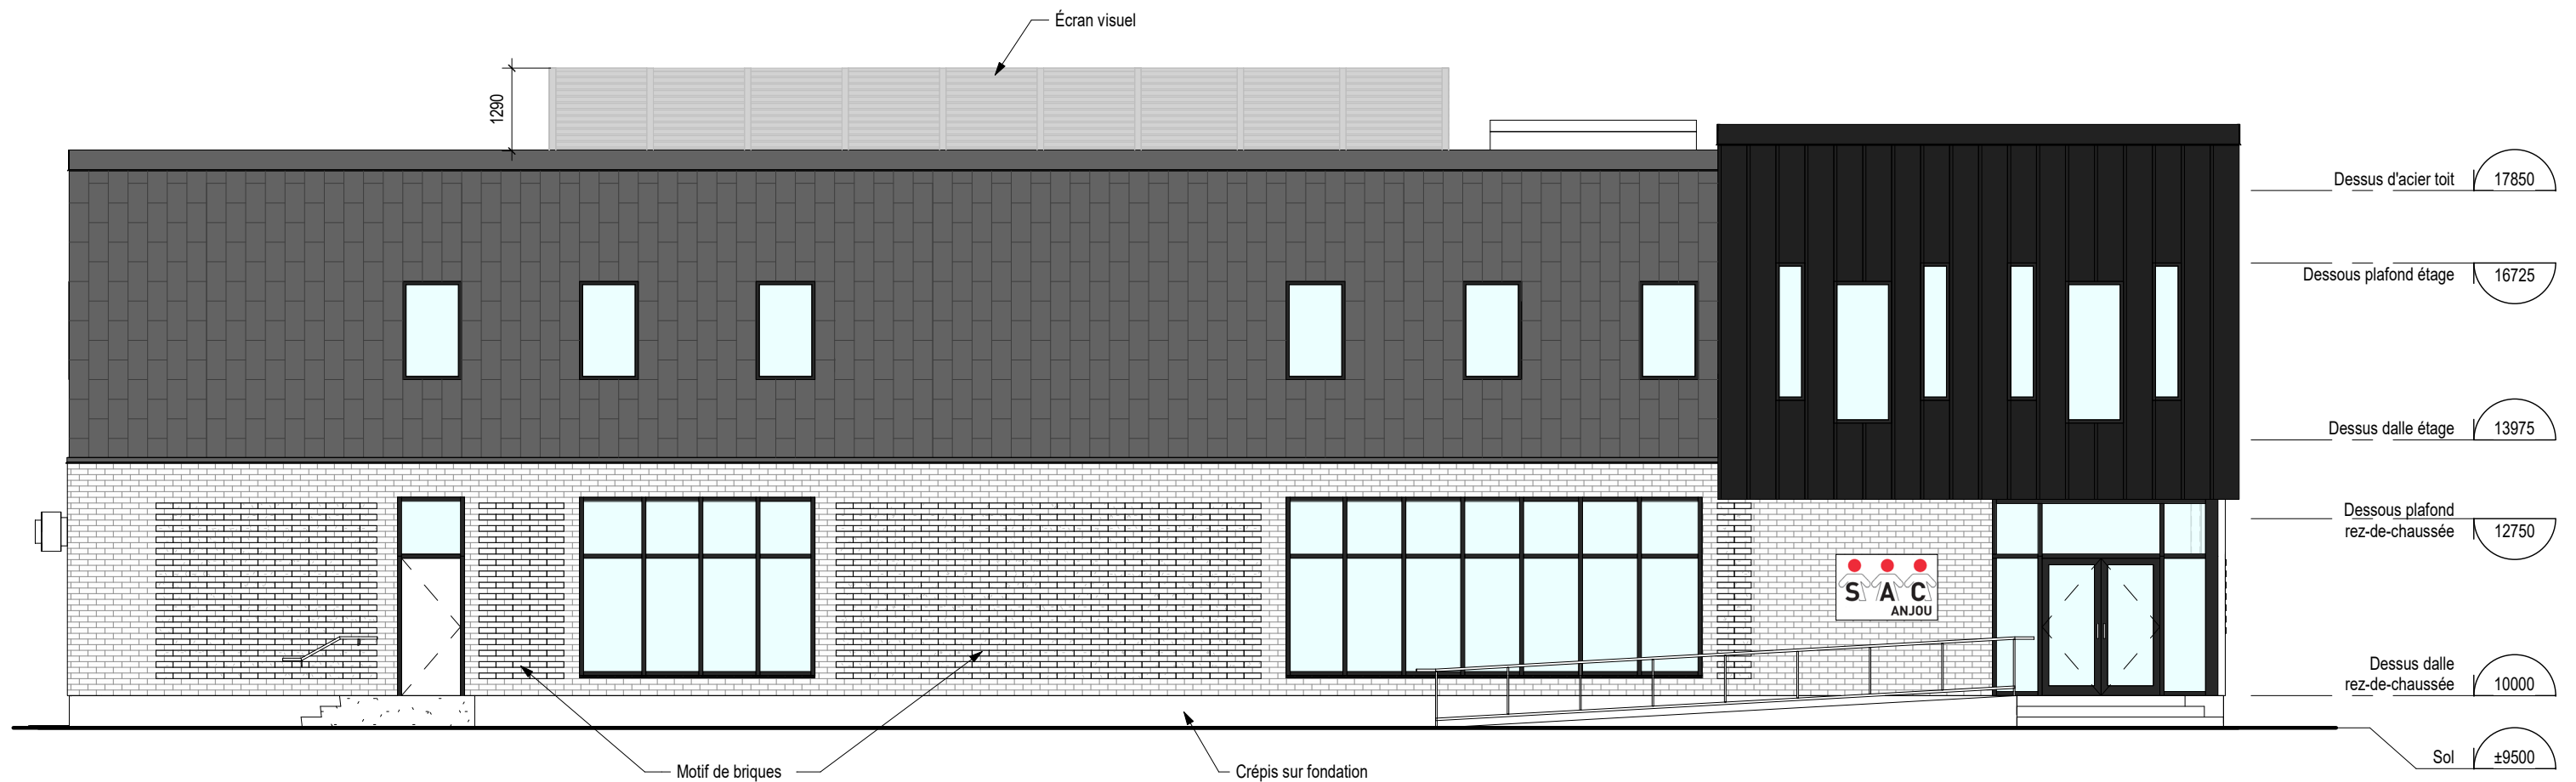 Écran visuel
1290
Dessus d'acier toit 17850
Dessous plafond étage 16725
Dessus dalle étage 13975
Dessous plafond
rez-de-chaussée 12750
S A C
ANJOU
Dessus dalle
rez-de-chaussée 10000
Sol ±9500
Motif de briques
Crépis sur fondation